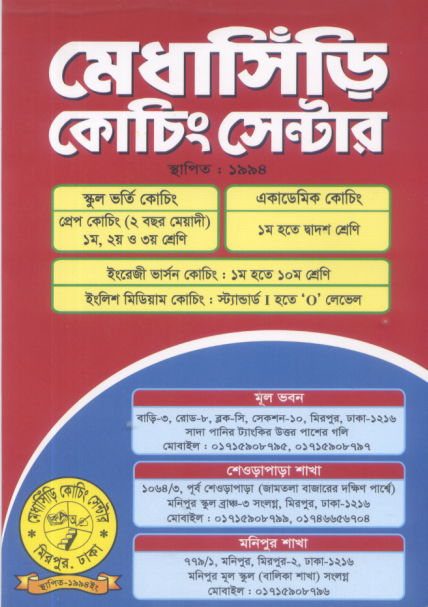 মেধাসিঁড়ি
কোচিং সেন্টার
স্থাপিত : ১৯৯৪
স্কুল ভর্তি কোচিং
প্রেপ কোচিং (২ বছর মেয়াদী)
১ম, ২য় ও ৩য় শ্রেণি
একাডেমিক কোচিং
১ম হতে দ্বাদশ শ্রেণি
ইংরেজী ভার্সন কোচিং : ১ম হতে ১০ম শ্রেণি
ইংলিশ মিডিয়াম কোচিং : স্ট্যান্ডার্ড I হতে ‘O’ লেভেল
মূল ভবন
বাড়ি-৩, রোড-৮, ব্লক-সি, সেকশন-১০, মিরপুর, ঢাকা-১২১৬
সাদা পানির ট্যাংকির উত্তর পাশের গলি
মোবাইল : ০১৭১৫৯০৮৭৯৫, ০১৭১৫৯০৮৭৯৭
শেওড়াপাড়া শাখা
১০৬৪/৩, পূর্ব শেওড়াপাড়া (জামতলা বাজারের দক্ষিণ পার্শ্বে)
মনিপুর স্কুল ব্রাঞ্চ-৩ সংলগ্ন, মিরপুর, ঢাকা-১২১৬
মোবাইল : ০১৭১৫৯০৮৭৯৯, ০১৭৪৬৬৫৬৭০৪
মনিপুর শাখা
৭৭৯/১, মনিপুর, মিরপুর-২, ঢাকা-১২১৬
মনিপুর মূল স্কুল (বালিকা শাখা) সংলগ্ন
মোবাইল : ০১৭১৫৯০৮৭৯৬
মেধাসিঁড়ি কোচিং সেন্টার
মিরপুর, ঢাকা
স্থাপিত-১৯৯৪ইং